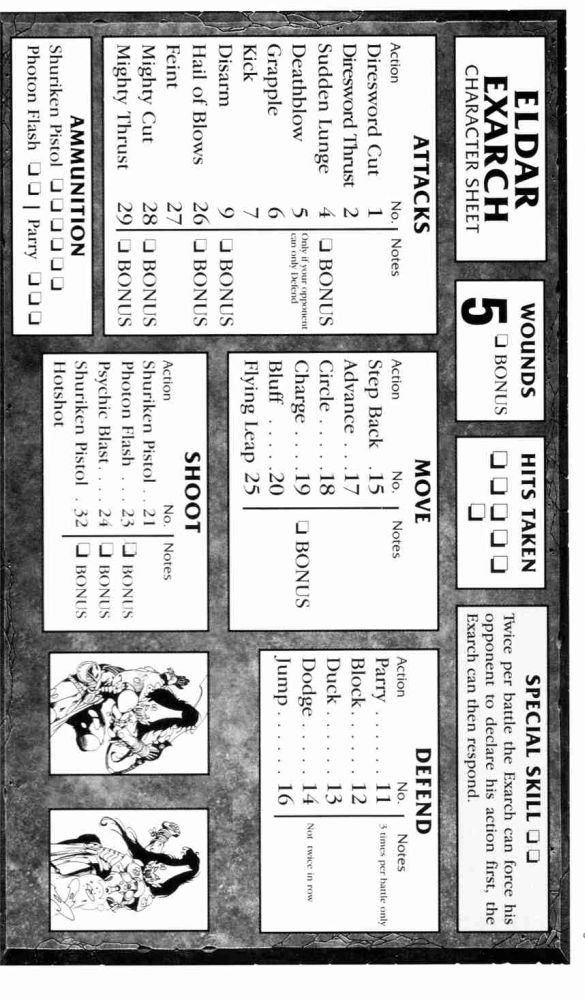 ELDAR
EXARCH
CHARACTER SHEET
WOUNDS
5 ❑ BONUS
HITS TAKEN
❑ ❑ ❑ ❑ ❑
❑
SPECIAL SKILL ❑ ❑
Twice per battle the Exarch can force his
opponent to declare his action first, the
Exarch can then respond.
ATTACKS
Action No. Notes
Diresword Cut 1
Diresword Thrust 2
Sudden Lunge 4 ❑ BONUS
Deathblow 5 Only if your opponent
can only Defend
Grapple 6
Kick 7
Disarm 9 ❑ BONUS
Hail of Blows 26 ❑ BONUS
Feint 27
Mighty Cut 28 ❑ BONUS
Mighty Thrust 29 ❑ BONUS
AMMUNITION
Shuriken Pistol ❑ ❑ ❑ ❑ ❑ ❑
Photon Flash ❑ ❑ | Parry ❑ ❑ ❑
MOVE
Action No. Notes
Step Back .15
Advance . . .17
Circle . . . .18
Charge . . . .19 ❑ BONUS
Bluff . . . . .20
Flying Leap 25
SHOOT
Action No. Notes
Shuriken Pistol . . 21
Photon Flash . . . 23 ❑ BONUS
Psychic Blast. . . . 24 ❑ BONUS
Shuriken Pistol . 32 ❑ BONUS
Hotshot
DEFEND
Action No. Notes
Parry . . . . . . 11 3 times per battle only
Block. . . . . . 12
Duck . . . . . . 13
Dodge . . . . . 14 Not twice in row
Jump . . . . . . 16